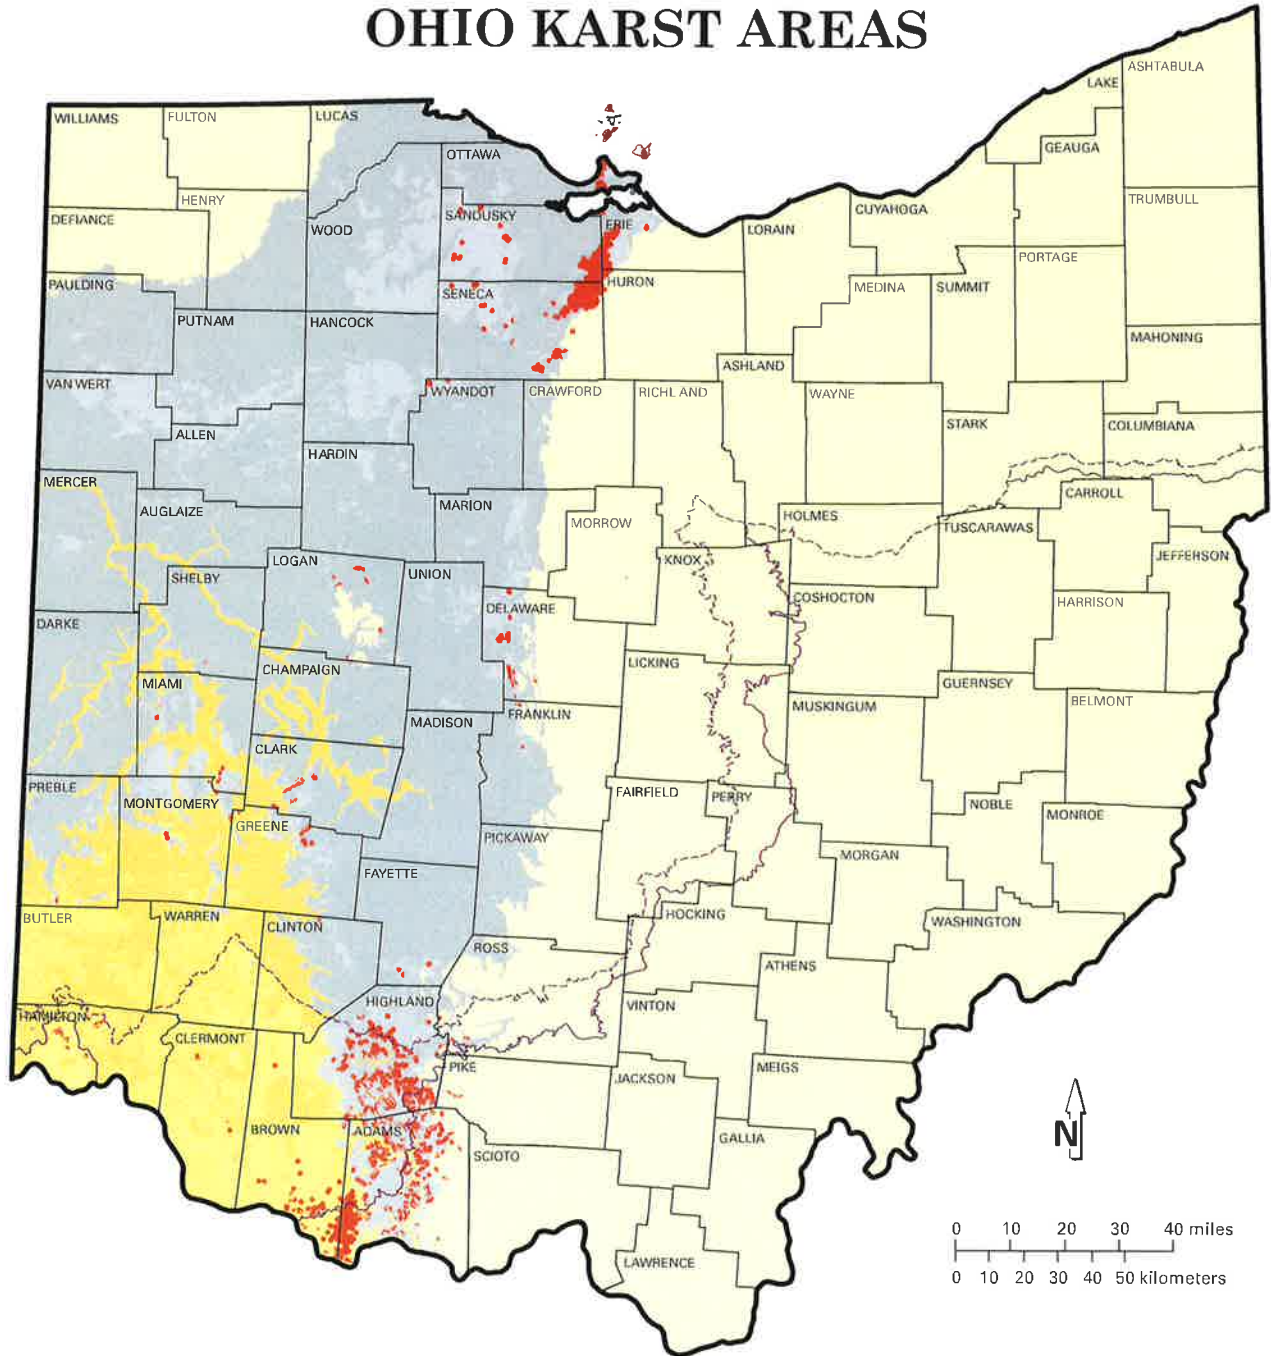 OHIO KARST AREAS
ASHTABULA
LAKE
WILLIAMS
FULTON
LUCAS
GEAUGA
OTTAWA
HENRY
TRUMBULL
DEFIANCE
SANDUSKY
CUYAHOGA
ERIE
WOOD
LORAIN
PORTAGE
PAULDING
HURON
MEDINA
SUMMIT
SENECA
PUTNAM
HANCOCK
MAHONING
ASHLAND
VAN WERT
WYANDOT
CRAWFORD
RICHLAND
WAYNE
STARK
COLUMBIANA
ALLEN
HARDIN
MERCER
CARROLL
AUGLAIZE
MARION
MORROW
HOLMES
TUSCARAWAS
JEFFERSON
LOGAN
KNOX
UNION
SHELBY
COSHOCTON
HARRISON
DELAWARE
DARKE
CHAMPAIGN
LICKING
MIAMI
GUERNSEY
BELMONT
MUSKINGUM
FRANKLIN
MADISON
CLARK
PREBLE
FAIRFIELD
PERRY
NOBLE
MONTGOMERY
MONROE
GREENE
PICKAWAY
MORGAN
FAYETTE
BUTLER
WARREN
HOCKING
WASHINGTON
CLINTON
ROSS
ATHENS
HIGHLAND
VINTON
HAMILTON
CLERMONT
PIKE
MEIGS
JACKSON
BROWN
ADAMS
GALLIA
N
SCIOTO
0 10 20 30 40 miles
LAWRENCE
0 10 20 30 40 50 kilometers